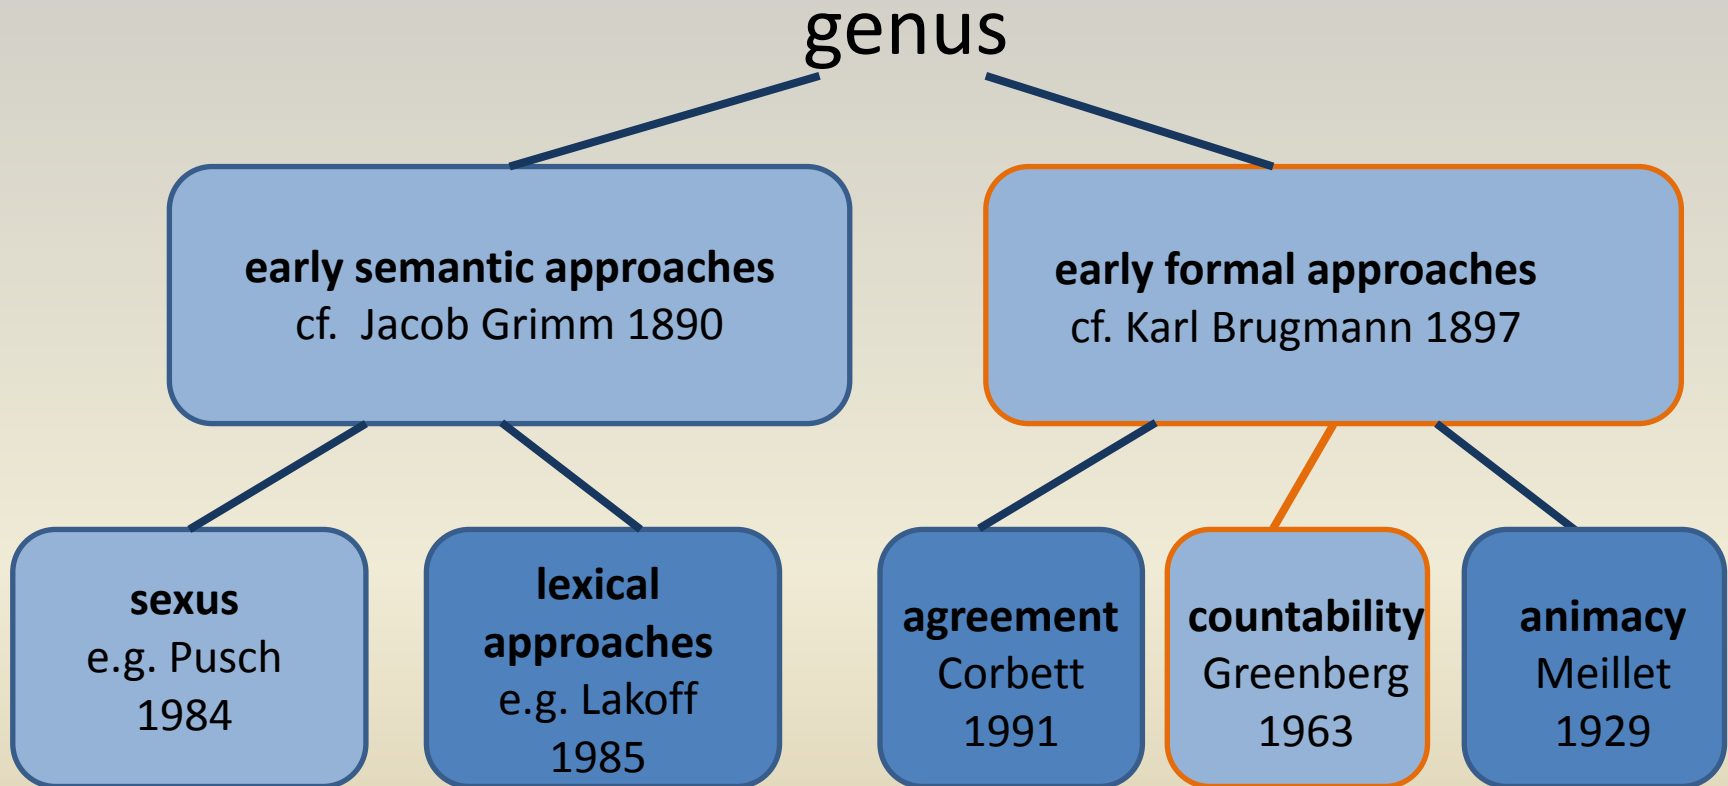 genus
early semantic approaches
cf. Jacob Grimm 1890
early formal approaches
cf. Karl Brugmann 1897
sexus
e.g. Pusch
1984
lexical
approaches
e.g. Lakoff
1985
agreement
Corbett
1991
countability
Greenberg
1963
animacy
Meillet
1929